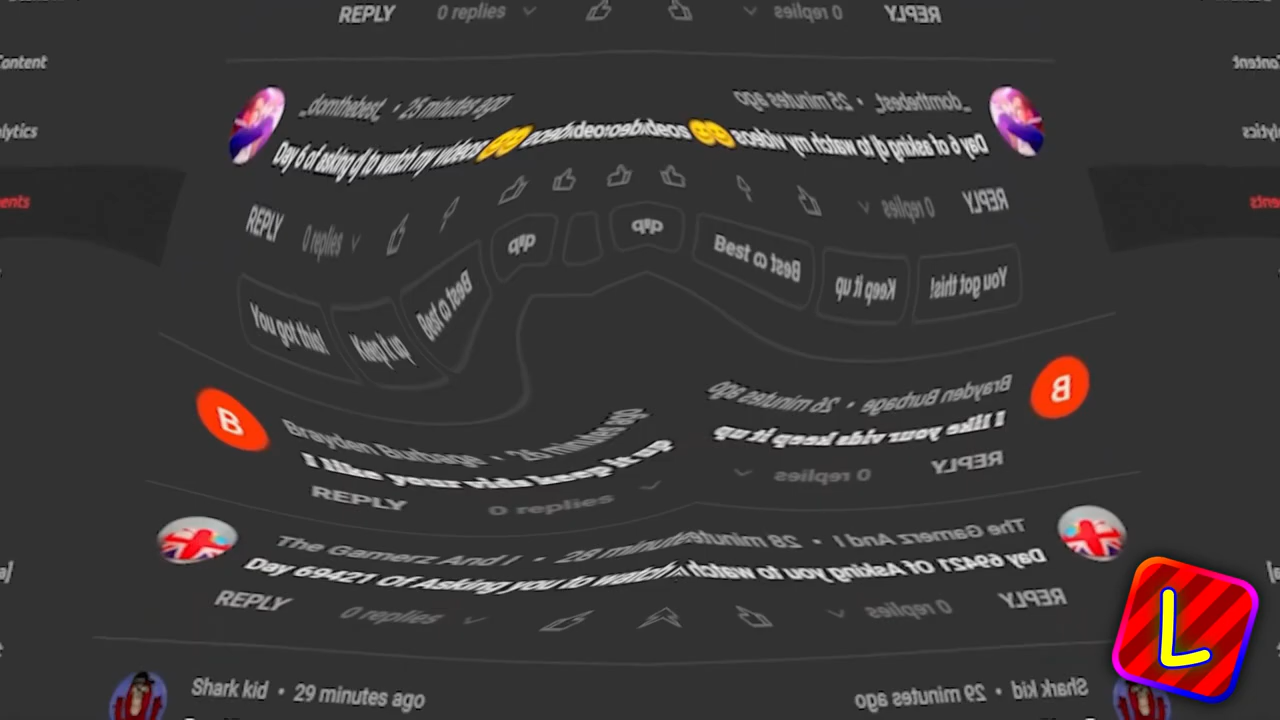 REPLY 0 replies 0 replies REPLY
Content Content
_domthebest_ • 25 minutes ago _domthebest_ • 25 minutes ago
lytics lytics
Day 6 of asking dj to watch my videos Day 6 of asking dj to watch my videos
ents ents
REPLY 0 replies 0 replies REPLY
Best Best
You got this! Keep it up Best Keep it up You got this!
Brayden Burbage • minutes ago Brayden Burbage • 26 minutes ago
I like your vids keep it up I like your vids keep it up
REPLY 0 replies 0 replies REPLY
The Gamerz And I • 28 minutes The Gamerz And I • 28 minutes
Day 69421 Of Asking you to watch watch to you Asking Of Day 69421
REPLY 0 replies 0 replies REPLY
Shark kid • 29 minutes ago Shark kid • 29 minutes ago
B B
L